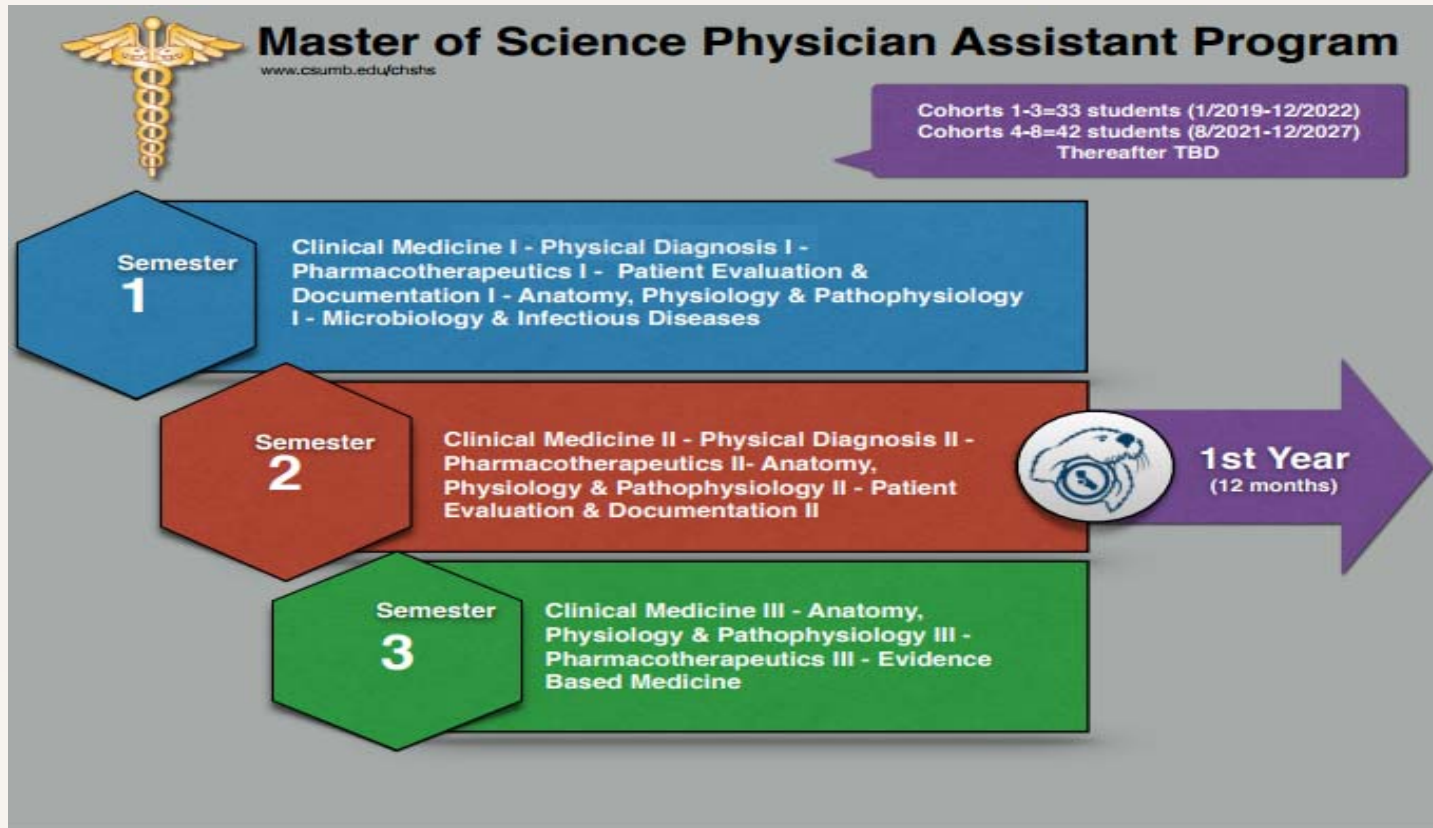 Master of Science Physician Assistant Program
www.csumb.edu/chshs
Cohorts 1-3=33 students (1/2019-12/2022)
Cohorts 4-8=42 students (8/2021-12/2027)
Thereafter TBD
Semester
1
Clinical Medicine I - Physical Diagnosis I -
Pharmacotherapeutics I - Patient Evaluation &
Documentation I - Anatomy, Physiology & Pathophysiology
I - Microbiology & Infectious Diseases
Semester
2
Clinical Medicine II - Physical Diagnosis II -
Pharmacotherapeutics II- Anatomy,
Physiology & Pathophysiology II - Patient
Evaluation & Documentation II
1st Year
(12 months)
Semester
3
Clinical Medicine III - Anatomy,
Physiology & Pathophysiology III -
Pharmacotherapeutics III - Evidence
Based Medicine